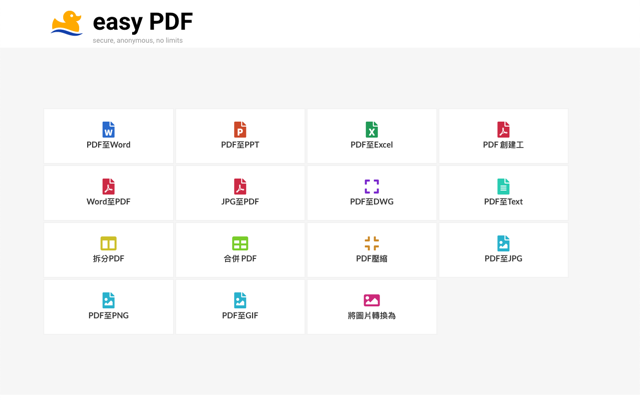 easy PDF
secure, anonymous, no limits
PDF至Word
PDF至PPT
PDF至Excel
PDF 創建工
Word至PDF
JPG至PDF
PDF至DWG
PDF至Text
拆分PDF
合併 PDF
PDF壓縮
PDF至JPG
PDF至PNG
PDF至GIF
將圖片轉換為